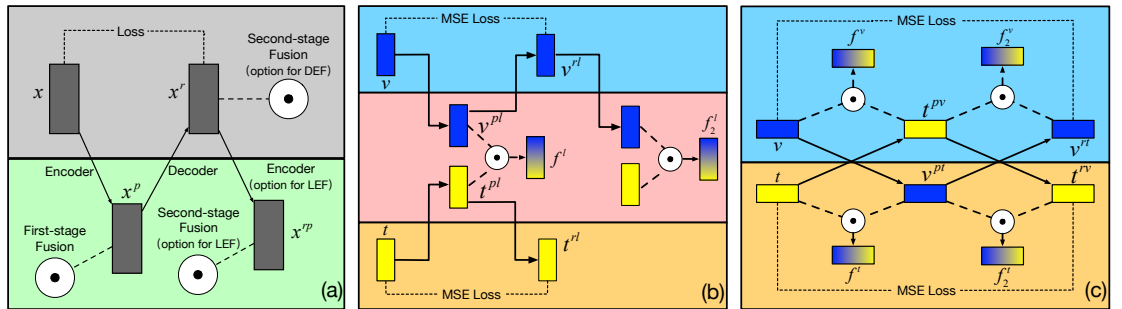 Loss
Second-stage
Fusion
(option for DEF)
x
x^r
Encoder
Decoder
Encoder
(option for LEF)
x^p
Second-stage
Fusion
(option for LEF)
x^rp
First-stage
Fusion
(a)
MSE Loss
v
v^rl
v^pl
f^l
f_2^l
t^pl
t
t^rl
MSE Loss
(b)
MSE Loss
f^v
f_2^v
t^pv
v
v^rt
t
v^pt
t^rv
f^t
f_2^t
MSE Loss
(c)